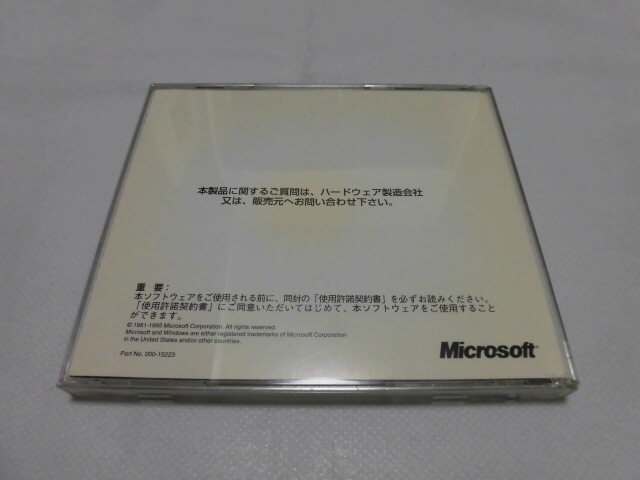 本製品に関するご質問は、ハードウェア製造会社
又は、販売元へお問い合わせ下さい。
重 要：
本ソフトウェアをご使用される前に、同封の「使用許諾契約書」を必ずお読みください。
「使用許諾契約書」にご同意いただいてはじめて、本ソフトウェアをご使用すること
ができます。
© 1981-1995 Microsoft Corporation. All rights reserved.
Microsoft and Windows are either registered trademarks of Microsoft Corporation
in the United States and/or other countries.
Part No. 000-15223
Microsoft